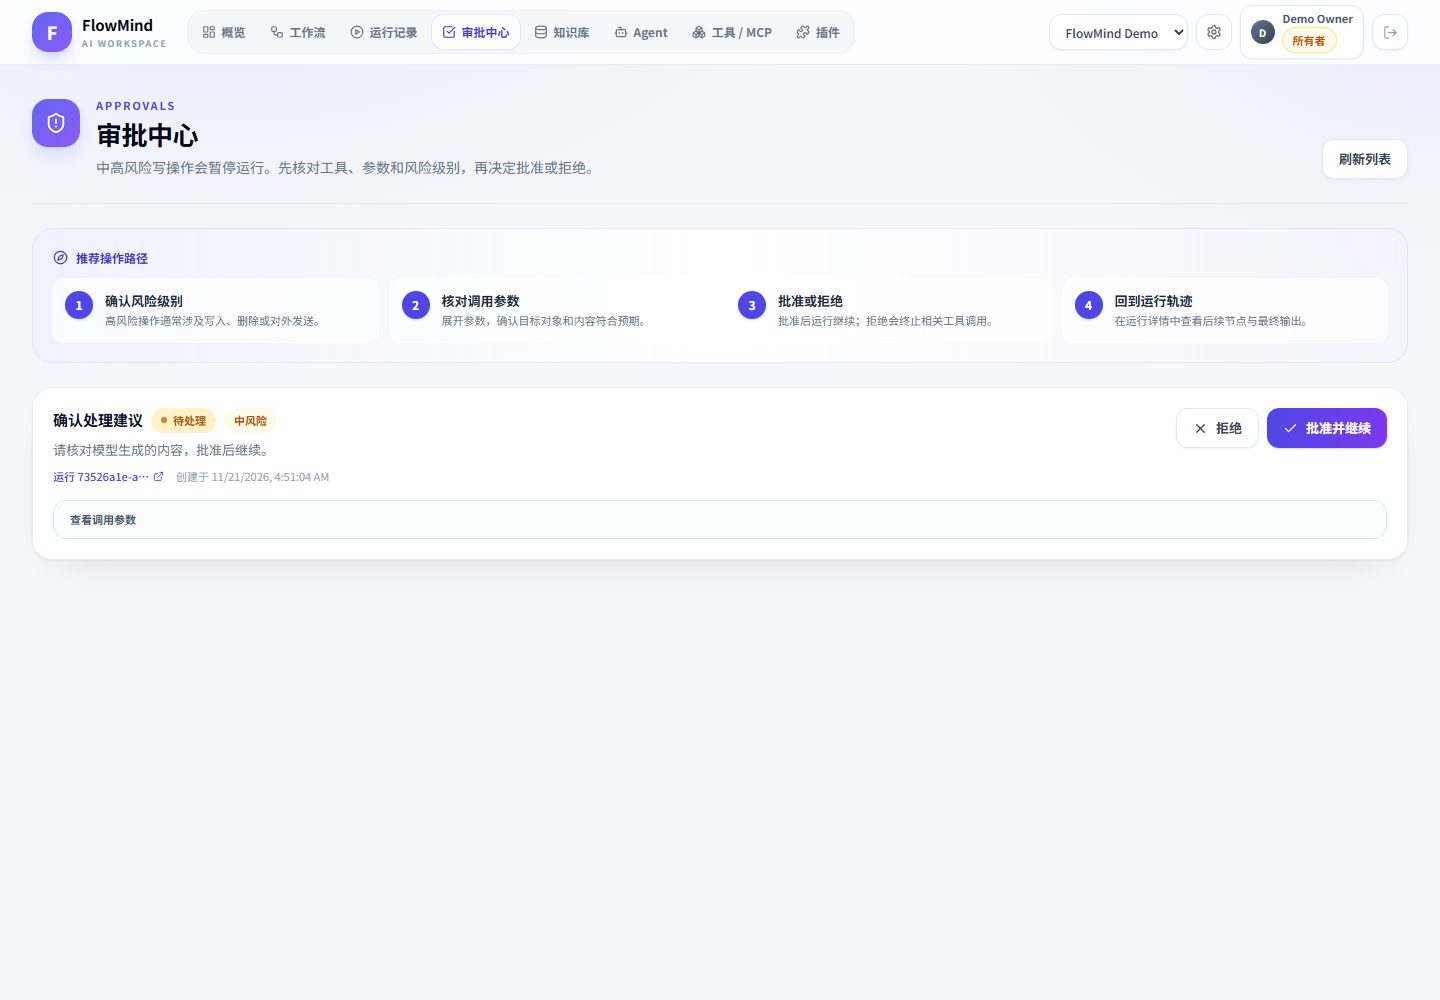 F
FlowMind
AI WORKSPACE
概览
工作流
运行记录
审批中心
知识库
Agent
工具 / MCP
插件
FlowMind Demo
D
Demo Owner
所有者
APPROVALS
审批中心
中高风险写操作会暂停运行。先核对工具、参数和风险级别，再决定批准或拒绝。
刷新列表
推荐操作路径
1
确认风险级别
高风险操作通常涉及写入、删除或对外发送。
2
核对调用参数
展开参数，确认目标对象和内容符合预期。
3
批准或拒绝
批准后运行继续；拒绝会终止相关工具调用。
4
回到运行轨迹
在运行详情中查看后续节点与最终输出。
确认处理建议
待处理
中风险
请核对模型生成的内容，批准后继续。
运行 73526a1e-a…
创建于 11/21/2026, 4:51:04 AM
拒绝
批准并继续
查看调用参数